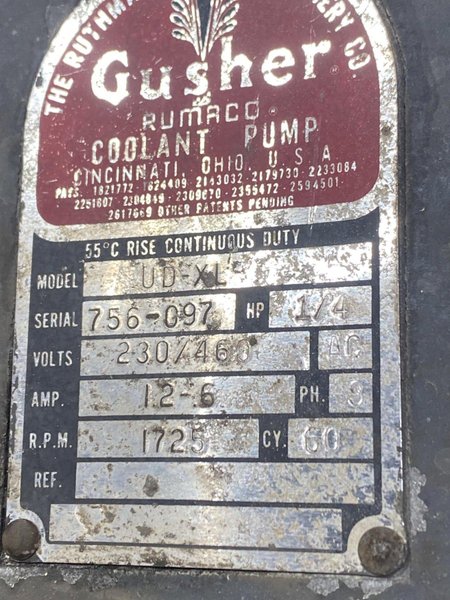 THE RUTHMAN MACHINERY CO
Gusher
RUMACO
COOLANT PUMP
CINCINNATI, OHIO, U.S.A
PATS. 1821772 - 1624409 - 2143032 - 2179730 - 2233084
2251607 - 2304849 - 2309670 - 2355472 - 2594501
2617669 OTHER PATENTS PENDING
55°C RISE CONTINUOUS DUTY
MODEL UD-XL
SERIAL 756-097 HP 1/4
VOLTS 230/460 AC
AMP. 1.2-.6 PH. 3
R.P.M. 1725 CY. 60
REF.